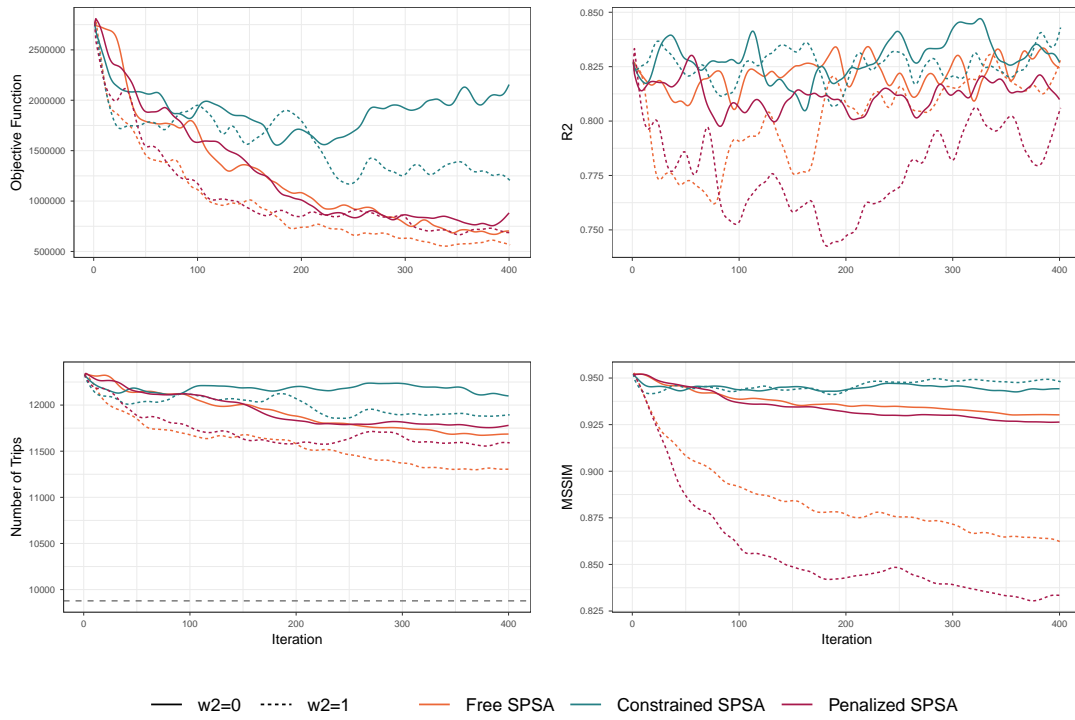 Objective Function
2500000
2000000
1500000
1000000
500000
0 100 200 300 400
R2
0.850
0.825
0.800
0.775
0.750
0 100 200 300 400
Number of Trips
12000
11500
11000
10500
10000
0 100 200 300 400
Iteration
MSSIM
0.950
0.925
0.900
0.875
0.850
0.825
0 100 200 300 400
Iteration
w2=0 w2=1 Free SPSA Constrained SPSA Penalized SPSA